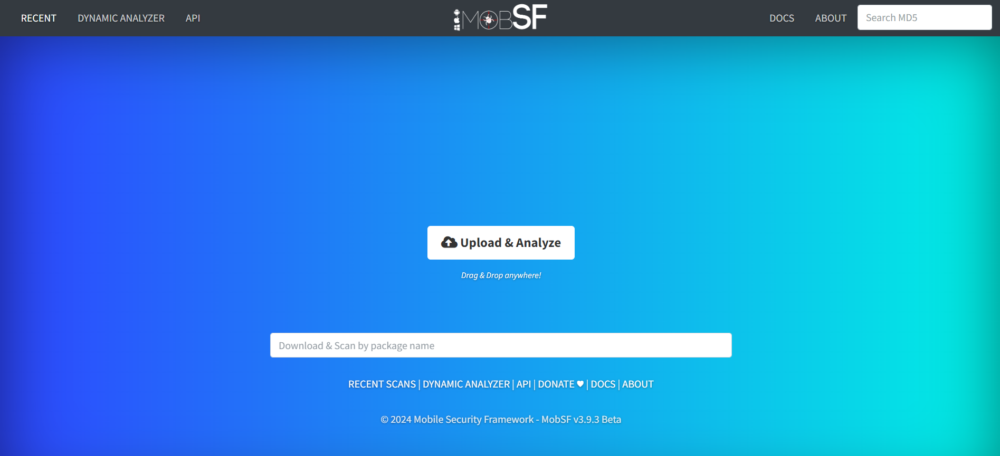 RECENT DYNAMIC ANALYZER API MOBSF DOCS ABOUT Search MD5
Upload & Analyze
Drag & Drop anywhere!
Download & Scan by package name
RECENT SCANS | DYNAMIC ANALYZER | API | DONATE ♥ | DOCS | ABOUT
© 2024 Mobile Security Framework - MobSF v3.9.3 Beta